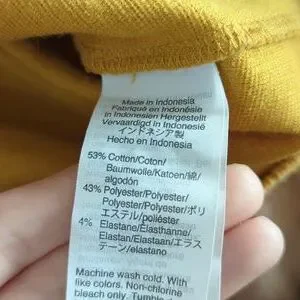 Made in Indonesia
Fabriqué en Indonésie
In Indonesien Hergestellt
Vervaardigd in Indonesië
インドネシア製
Hecho en Indonesia
53% Cotton/Coton/
Baumwolle/Katoen/綿/
algodón
43% Polyester/Polyester/
Polyester/Polyester/ポリ
エステル/poliéster
4% Elastane/Élasthanne/
Elastan/Elastaan/エラス
テーン/elastano
Machine wash cold. With
like colors. Non-chlorine
bleach only. Tumble